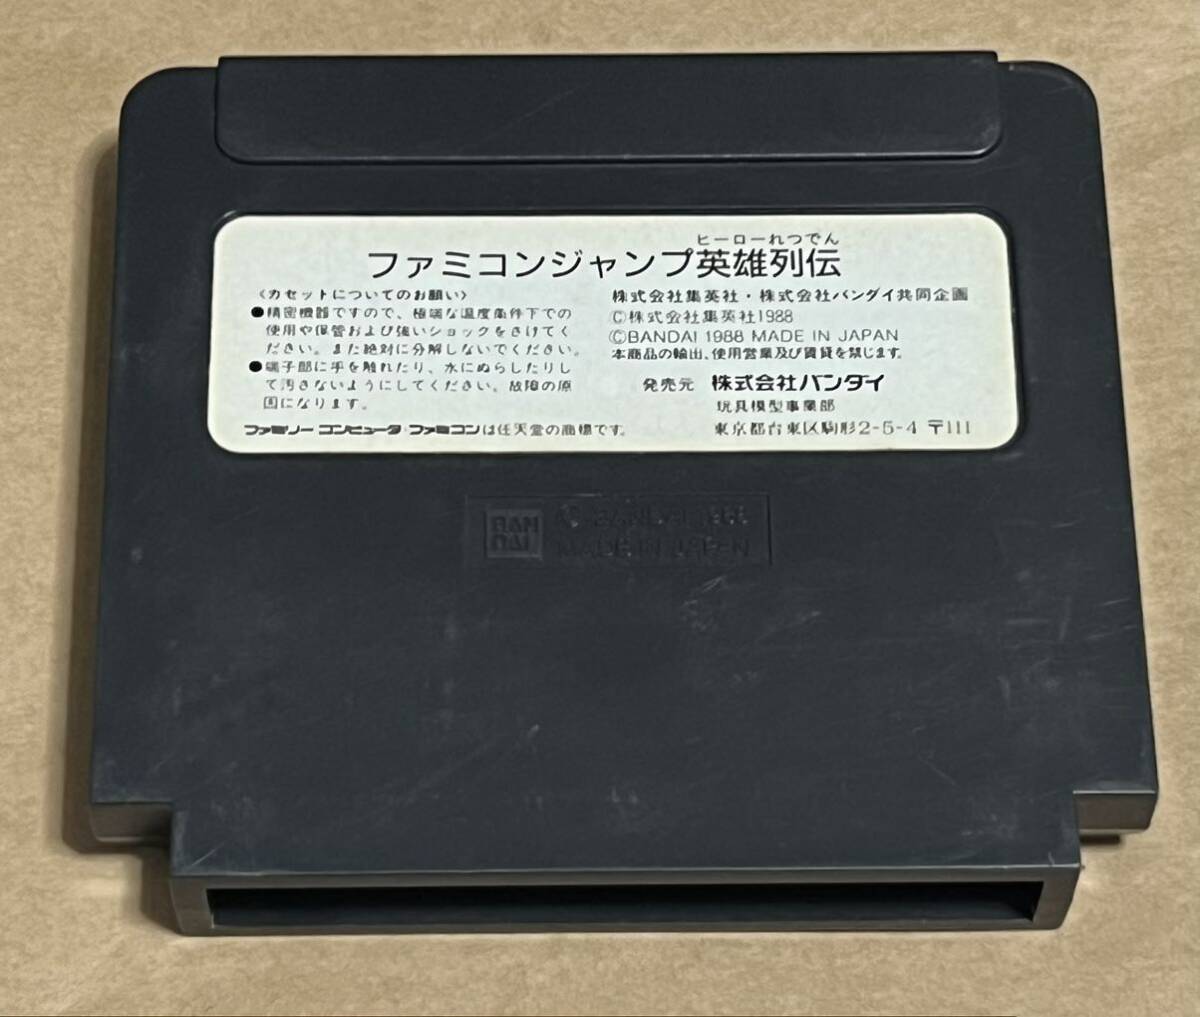 ヒーローれつでん
ファミコンジャンプ英雄列伝
〈カセットについてのお願い〉
●精密機器ですので、極端な温度条件下での
使用や保管および強いショックをさけてく
ださい。また絶対に分解しないでください。
●端子部に手を触れたり、水にぬらしたりし
て汚さないようにしてください。故障の原
因になります。
ファミリーコンピュータ・ファミコンは任天堂の商標です。
株式会社集英社・株式会社バンダイ共同企画
Ⓒ株式会社集英社1988
ⒸBANDAI 1988 MADE IN JAPAN
本商品の輸出、使用営業及び賃貸を禁じます。
発売元 株式会社バンダイ
玩具模型事業部
東京都台東区駒形2-5-4 〒111
BAN
DAI
Ⓒ BANDAI 1988
MADE IN JAPAN